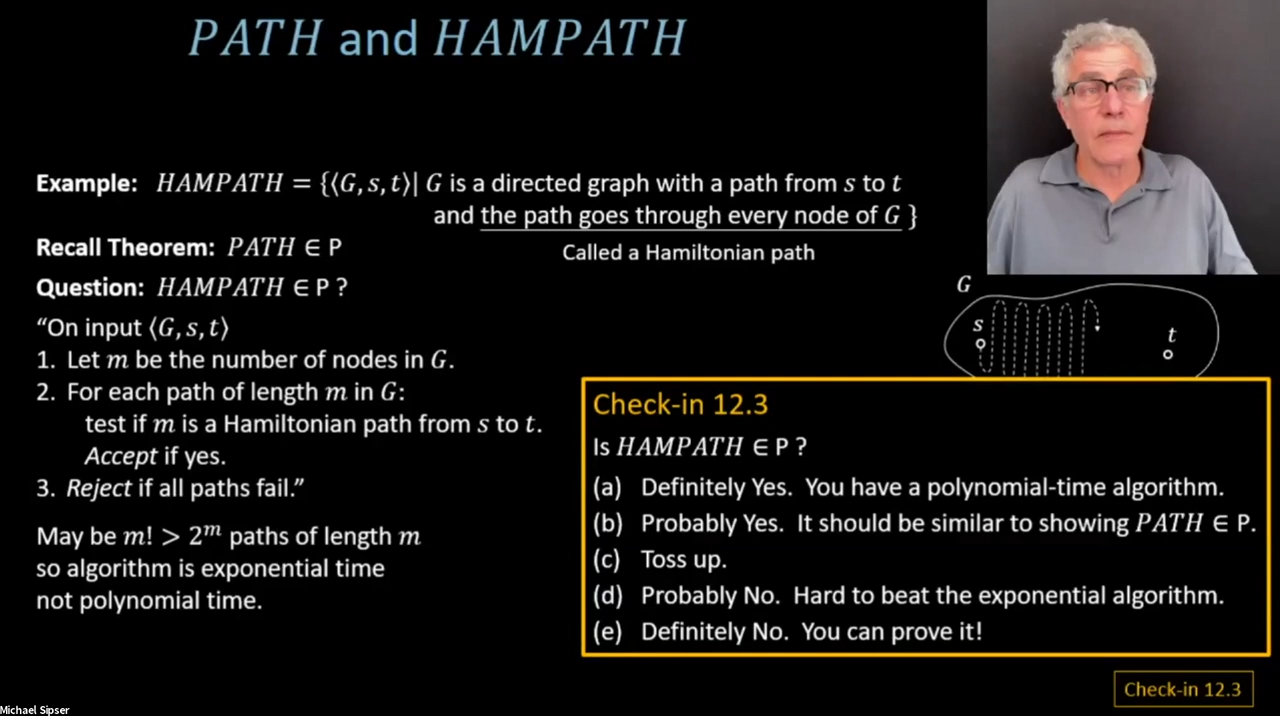 PATH and HAMPATH
Example: HAMPATH = {⟨G, s, t⟩| G is a directed graph with a path from s to t
and the path goes through every node of G }
Called a Hamiltonian path
Recall Theorem: PATH ∈ P
Question: HAMPATH ∈ P ?
“On input ⟨G, s, t⟩
1. Let m be the number of nodes in G.
2. For each path of length m in G:
test if m is a Hamiltonian path from s to t.
Accept if yes.
3. Reject if all paths fail.”
May be m! > 2ᵐ paths of length m
so algorithm is exponential time
not polynomial time.
G
s
t
Check-in 12.3
Is HAMPATH ∈ P ?
(a) Definitely Yes. You have a polynomial-time algorithm.
(b) Probably Yes. It should be similar to showing PATH ∈ P.
(c) Toss up.
(d) Probably No. Hard to beat the exponential algorithm.
(e) Definitely No. You can prove it!
Check-in 12.3
Michael Sipser